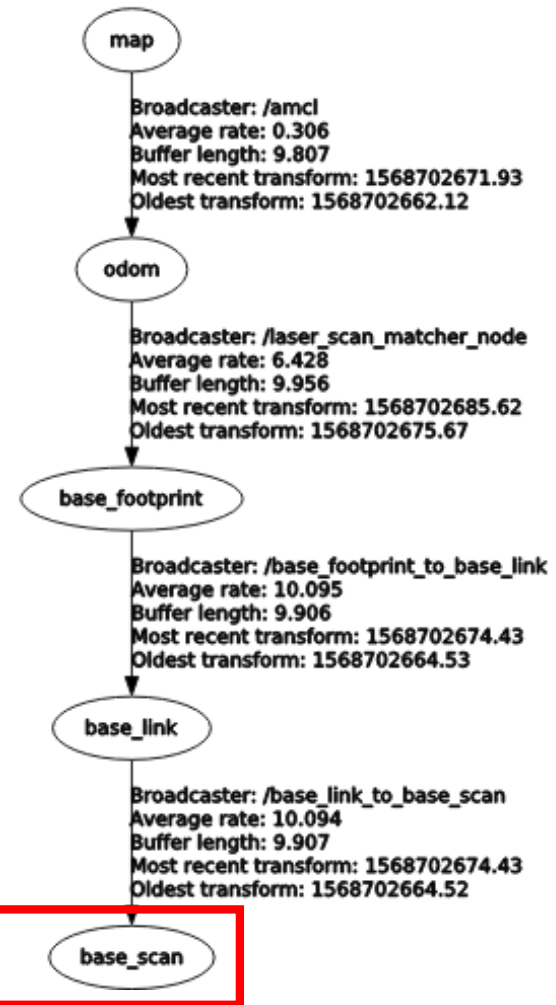 map
Broadcaster: /amcl
Average rate: 0.306
Buffer length: 9.807
Most recent transform: 1568702671.93
Oldest transform: 1568702662.12
odom
Broadcaster: /laser_scan_matcher_node
Average rate: 6.428
Buffer length: 9.956
Most recent transform: 1568702685.62
Oldest transform: 1568702675.67
base_footprint
Broadcaster: /base_footprint_to_base_link
Average rate: 10.095
Buffer length: 9.906
Most recent transform: 1568702674.43
Oldest transform: 1568702664.53
base_link
Broadcaster: /base_link_to_base_scan
Average rate: 10.094
Buffer length: 9.907
Most recent transform: 1568702674.43
Oldest transform: 1568702664.52
base_scan